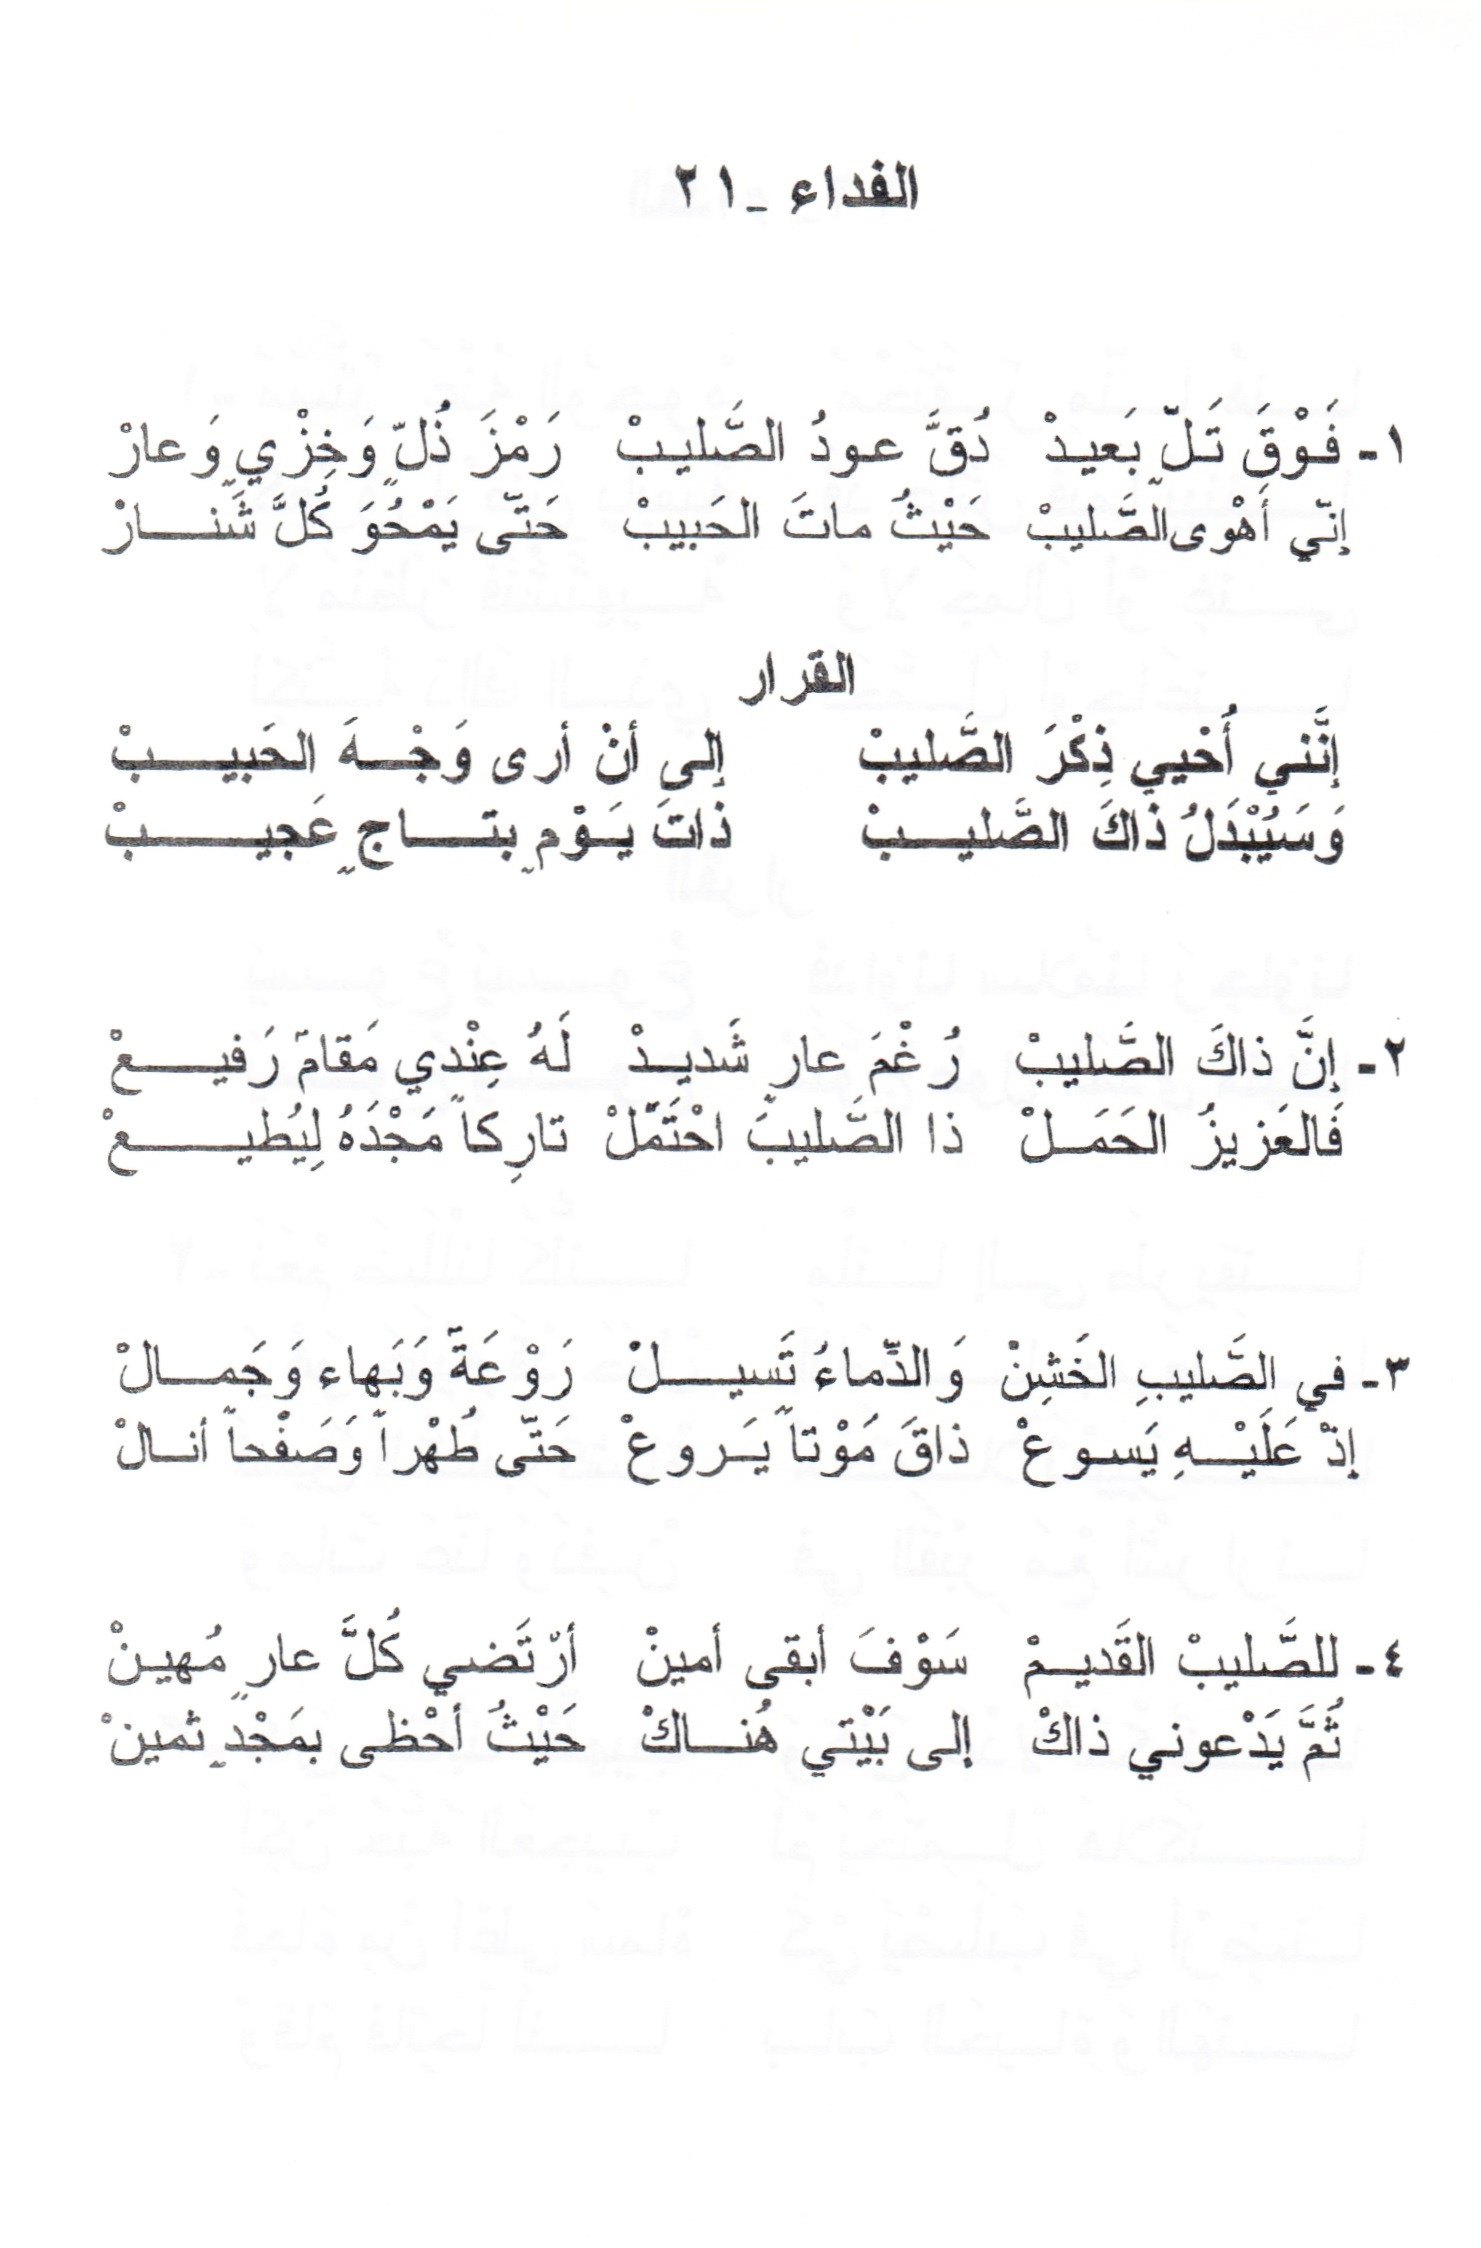 الفداء - ٢١
١- فَوْقَ تَلٍّ بَعيدْ دُقَّ عودُ الصَّليبْ رَمْزَ ذُلٍّ وَخِزْيٍ وَعارْ
إنّي أهْوى الصَّليبْ حَيْثُ ماتَ الحَبيبْ حَتّى يَمْحُوَ كُلَّ شَنارْ
القرار
إنَّني أُحْيي ذِكْرَ الصَّليبْ إلى أنْ أرى وَجْهَ الحَبيبْ
وَسَيُبْدَلُ ذاكَ الصَّليبْ ذاتَ يَوْمٍ بتاجٍ عَجيبْ
٢- إنَّ ذاكَ الصَّليبْ رُغْمَ عارٍ شَديدْ لَهُ عِنْدي مَقامٌ رَفيعْ
فَالعَزيزُ الحَمَلْ ذا الصَّليبَ احْتَمَلْ تارِكاً مَجْدَهُ لِيُطيعْ
٣- في الصَّليبِ الخَشِنْ وَالدِّماءُ تَسيلْ رَوْعَةٌ وَبَهاء وَجَمالْ
إذْ عَلَيْهِ يَسوعْ ذاقَ مَوْتاً يَروعْ حَتّى طُهْراً وَصَفْحاً أنالْ
٤- للصَّليبْ القَديمْ سَوْفَ أبقى أمينْ أرْتَضي كُلَّ عارٍ مُهينْ
ثُمَّ يَدْعوني ذاكْ إلى بَيْتي هُناكْ حَيْثُ أحْظى بمَجْدٍ ثمينْ